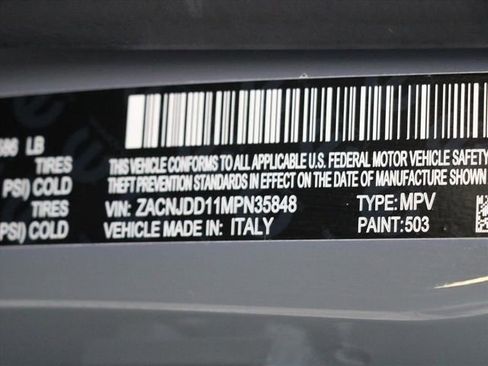 686 LB
THIS VEHICLE CONFORMS TO ALL APPLICABLE U.S. FEDERAL MOTOR VEHICLE SAFETY
TIRES
THEFT PREVENTION STANDARDS IN EFFECT ON THE DATE OF MANUFACTURE SHOWN
PSI) COLD
VIN: ZACNJDD11MPN35848 TYPE: MPV
TIRES
VEHICLE MADE IN: ITALY PAINT: 503
PSI) COLD